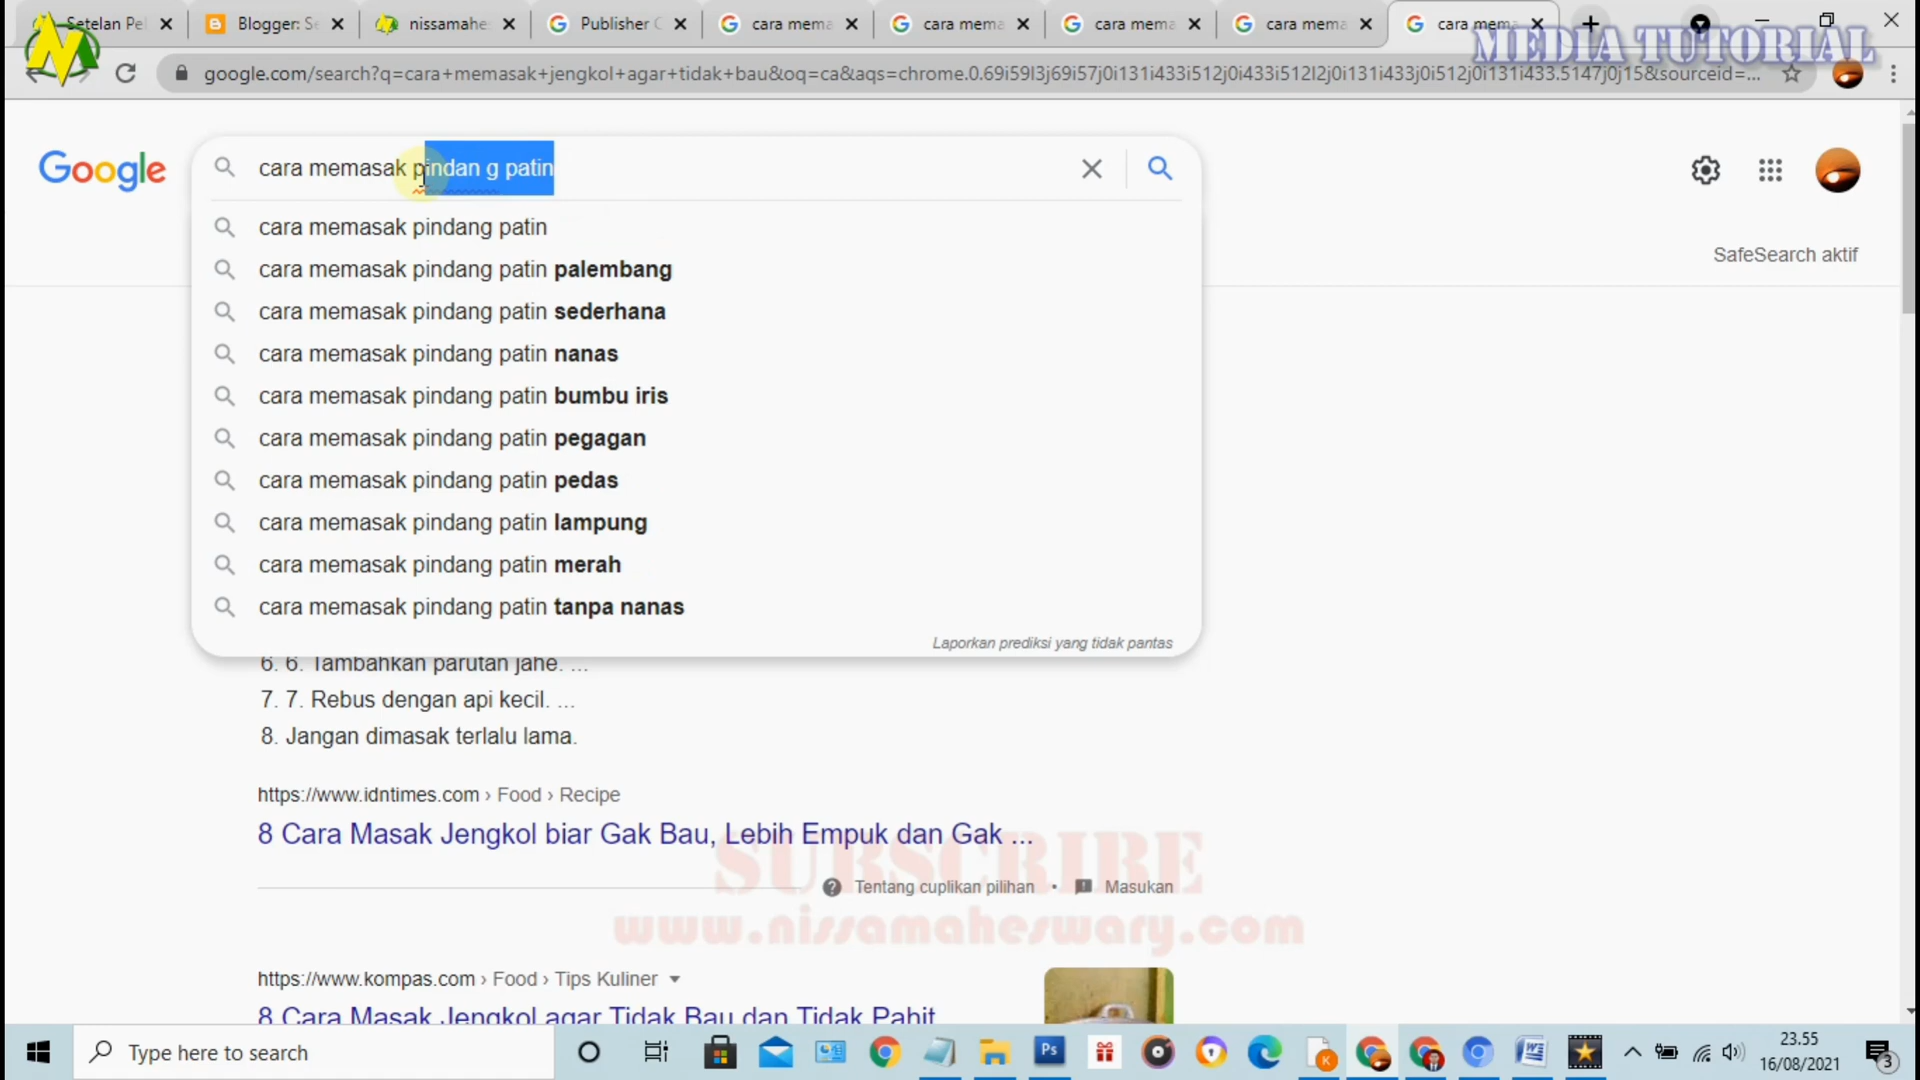 Setelan Pel
Blogger: Se
nissamahe
Publisher C
cara mema
cara mema
cara mema
cara mema
cara mema
MEDIA TUTORIAL
google.com/search?q=cara+memasak+jengkol+agar+tidak+bau&oq=ca&aqs=chrome.0.69i59l3j69i57j0i131i433i512j0i433i512l2j0i131i433j0i512j0i131i433.5147j0j15&sourceid=...
Google
cara memasak pindan g patin
SafeSearch aktif
cara memasak pindang patin
cara memasak pindang patin palembang
cara memasak pindang patin sederhana
cara memasak pindang patin nanas
cara memasak pindang patin bumbu iris
cara memasak pindang patin pegagan
cara memasak pindang patin pedas
cara memasak pindang patin lampung
cara memasak pindang patin merah
cara memasak pindang patin tanpa nanas
Laporkan prediksi yang tidak pantas
6. 6. Tambahkan parutan jahe. ...
7. 7. Rebus dengan api kecil. ...
8. Jangan dimasak terlalu lama.
https://www.idntimes.com › Food › Recipe
8 Cara Masak Jengkol biar Gak Bau, Lebih Empuk dan Gak ...
SUBSCRIBE
Tentang cuplikan pilihan • Masukan
www.nissamaheswary.com
https://www.kompas.com › Food › Tips Kuliner
8 Cara Masak Jengkol agar Tidak Bau dan Tidak Pahit
Type here to search
Ps
K
W
23.55
16/08/2021
3